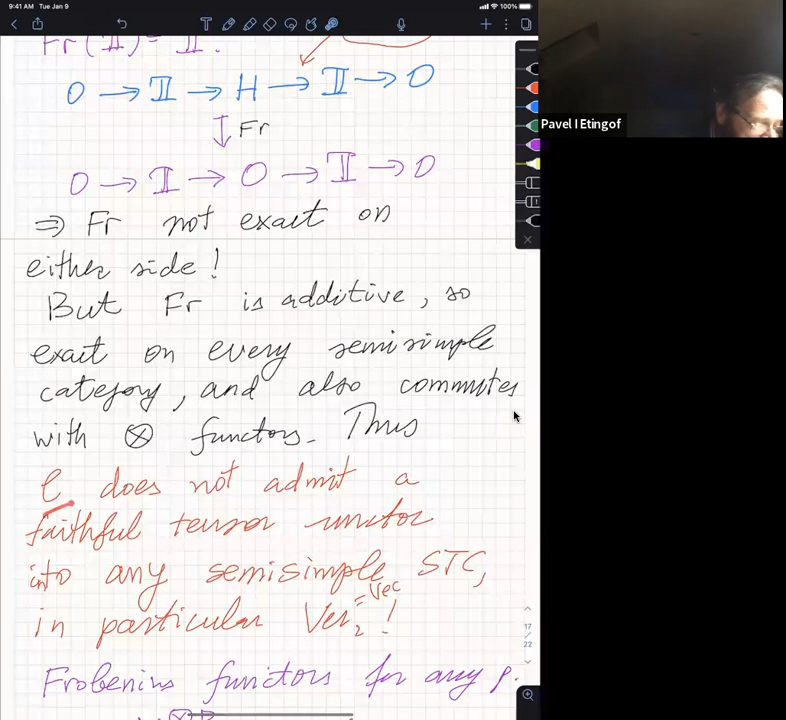 9:41 AM Tue Jan 9
100%
Fr(𝟙) = 𝟙.
0 → 𝟙 → H → 𝟙 → 0
↓ Fr
0 → 𝟙 → 0 → 𝟙 → 0
⇒ Fr not exact on
either side!
But Fr is additive, so
exact on every semisimple
category, and also commutes
with ⊗ functors. Thus
C does not admit a
faithful tensor functor
into any semisimple STC,
in particular Ver₂ = Vec!
Frobenius functors for any p.
17
22
Pavel I Etingof